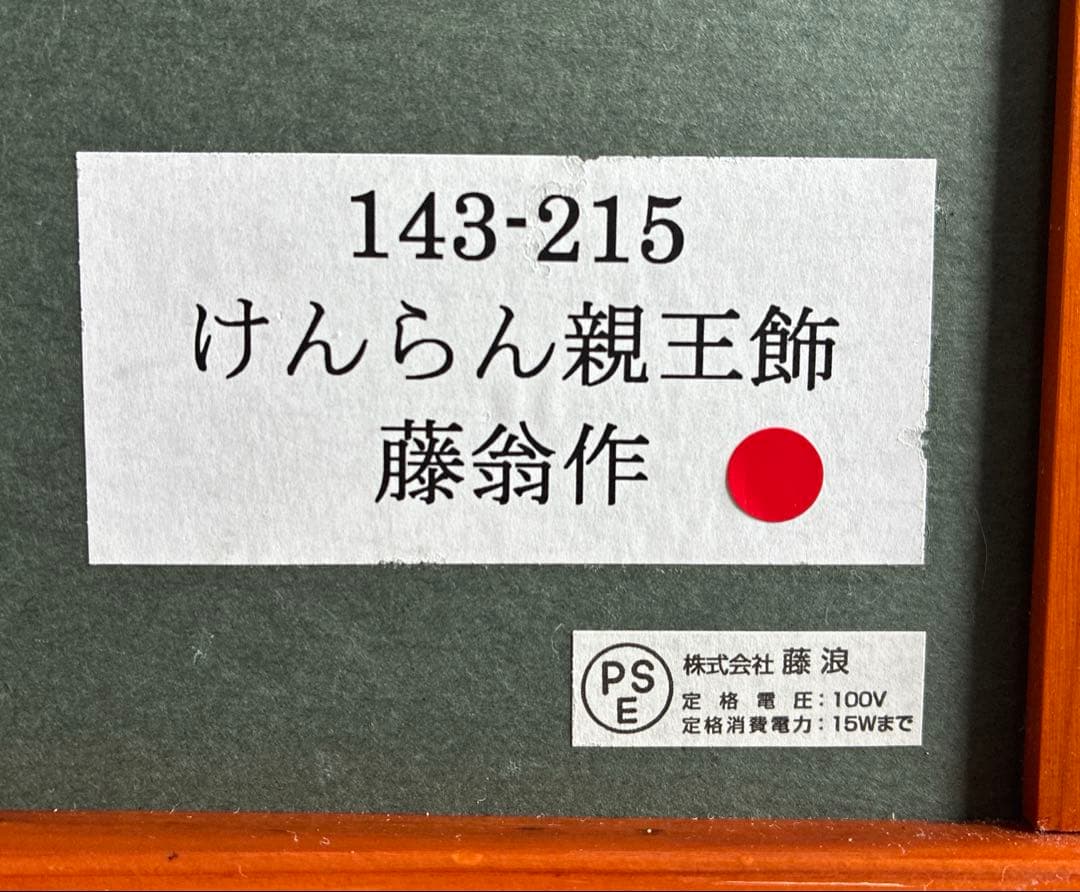 143-215
けんらん親王飾
藤翁作
PSE
株式会社 藤浪
定格電圧：100V
定格消費電力：15Wまで